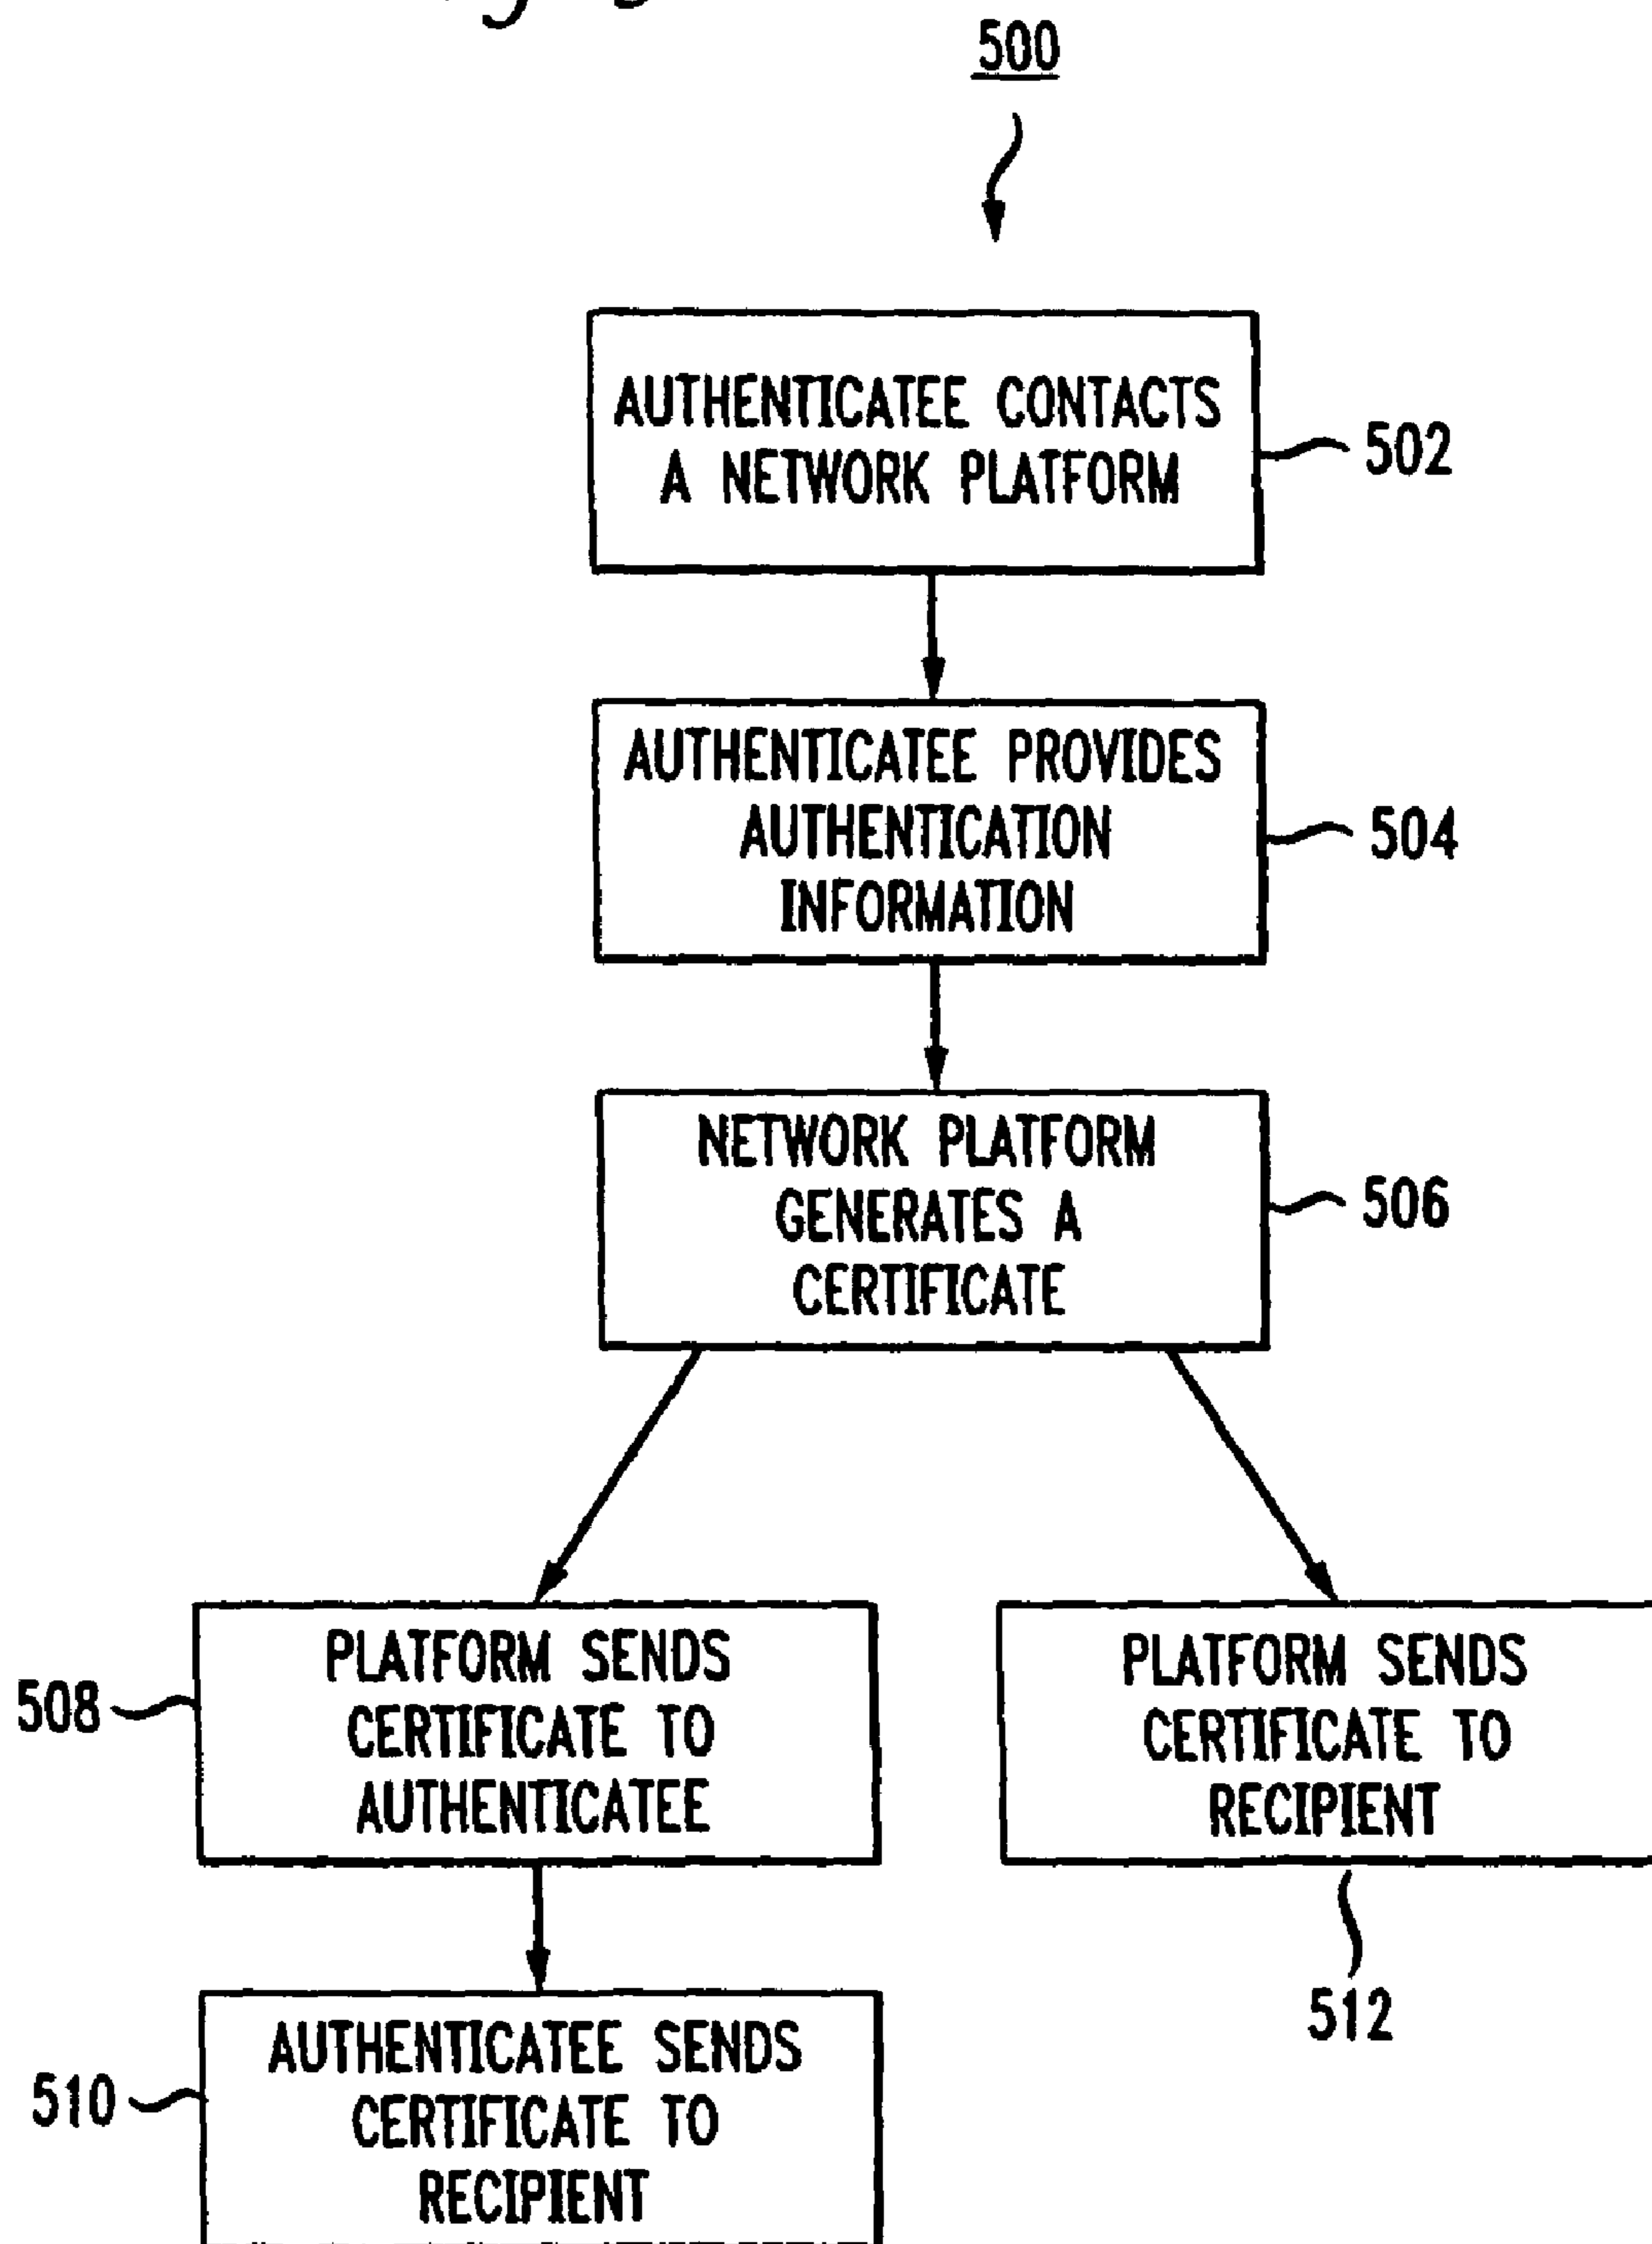 500
AUTHENTICATEE CONTACTS
A NETWORK PLATFORM
502
AUTHENTICATEE PROVIDES
AUTHENTICATION
INFORMATION
504
NETWORK PLATFORM
GENERATES A
CERTIFICATE
506
PLATFORM SENDS
CERTIFICATE TO
AUTHENTICATEE
508
PLATFORM SENDS
CERTIFICATE TO
RECIPIENT
512
AUTHENTICATEE SENDS
CERTIFICATE TO
RECIPIENT
510